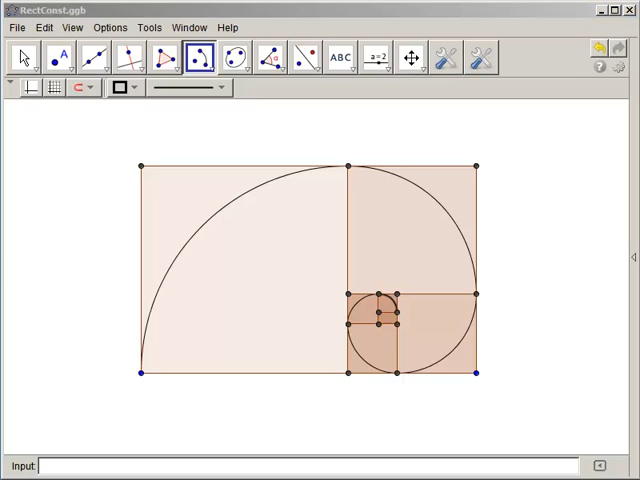 RectConst.ggb
File Edit View Options Tools Window Help
A α ABC a=2
Input: